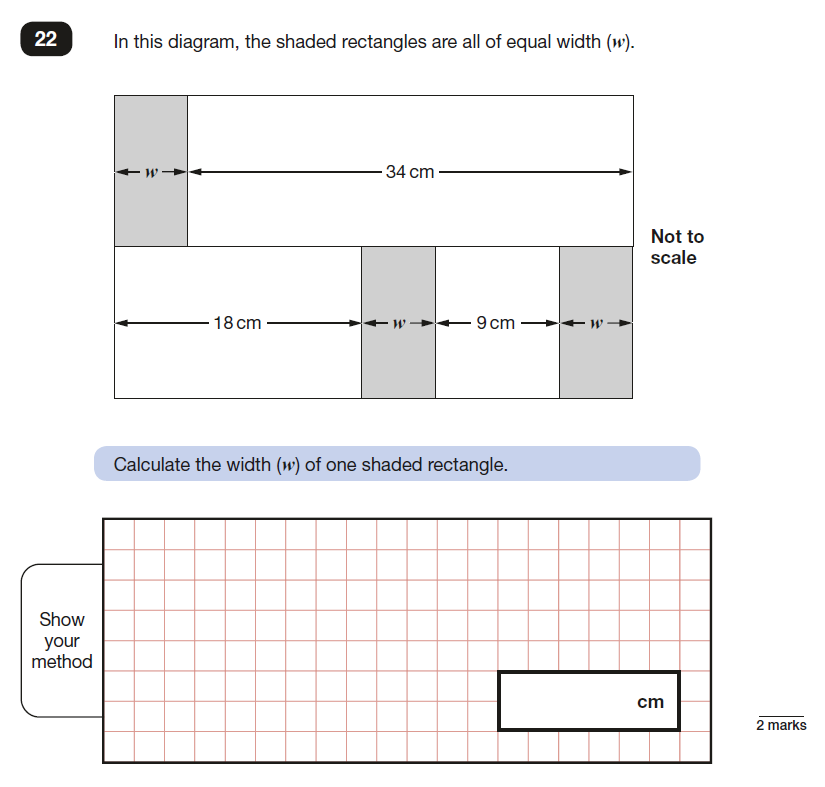 22
In this diagram, the shaded rectangles are all of equal width (w).
w
34 cm
Not to
scale
18 cm
w
9 cm
w
Calculate the width (w) of one shaded rectangle.
Show
your
method
cm
2 marks